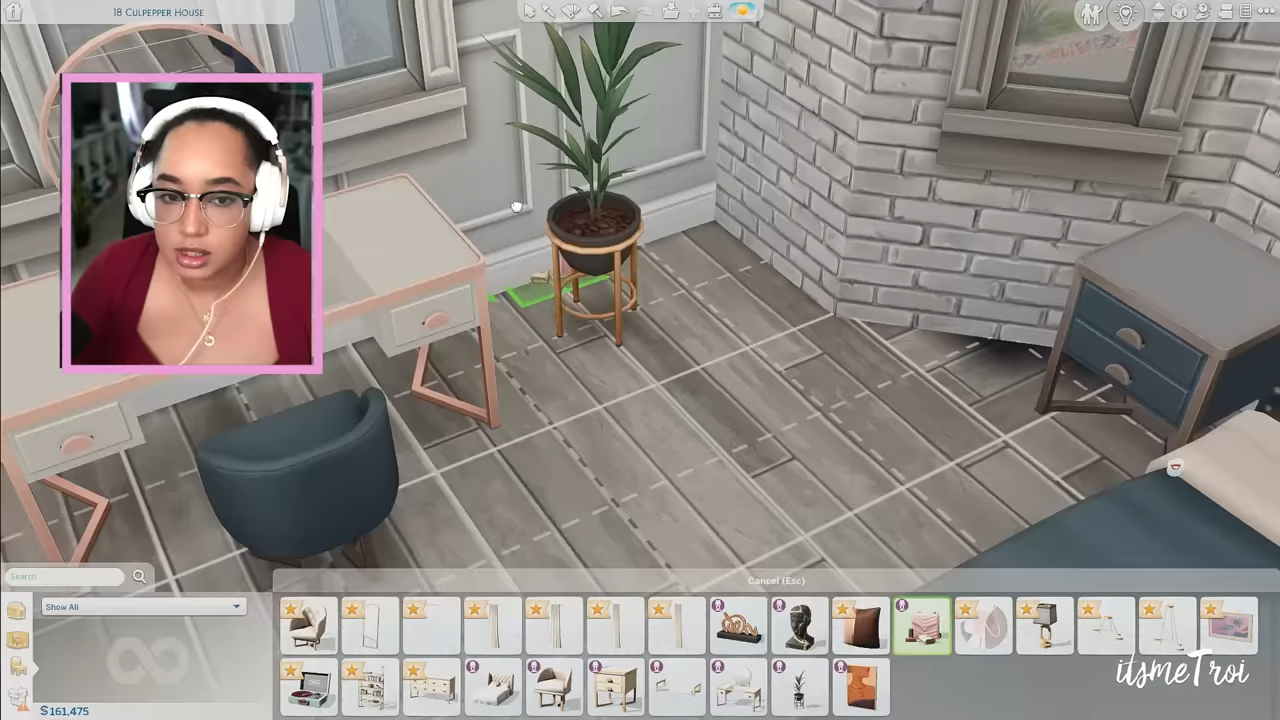 18 CULPEPPER HOUSE
Cancel (Esc)
Search
Show All
$161,475
itsmeTroi